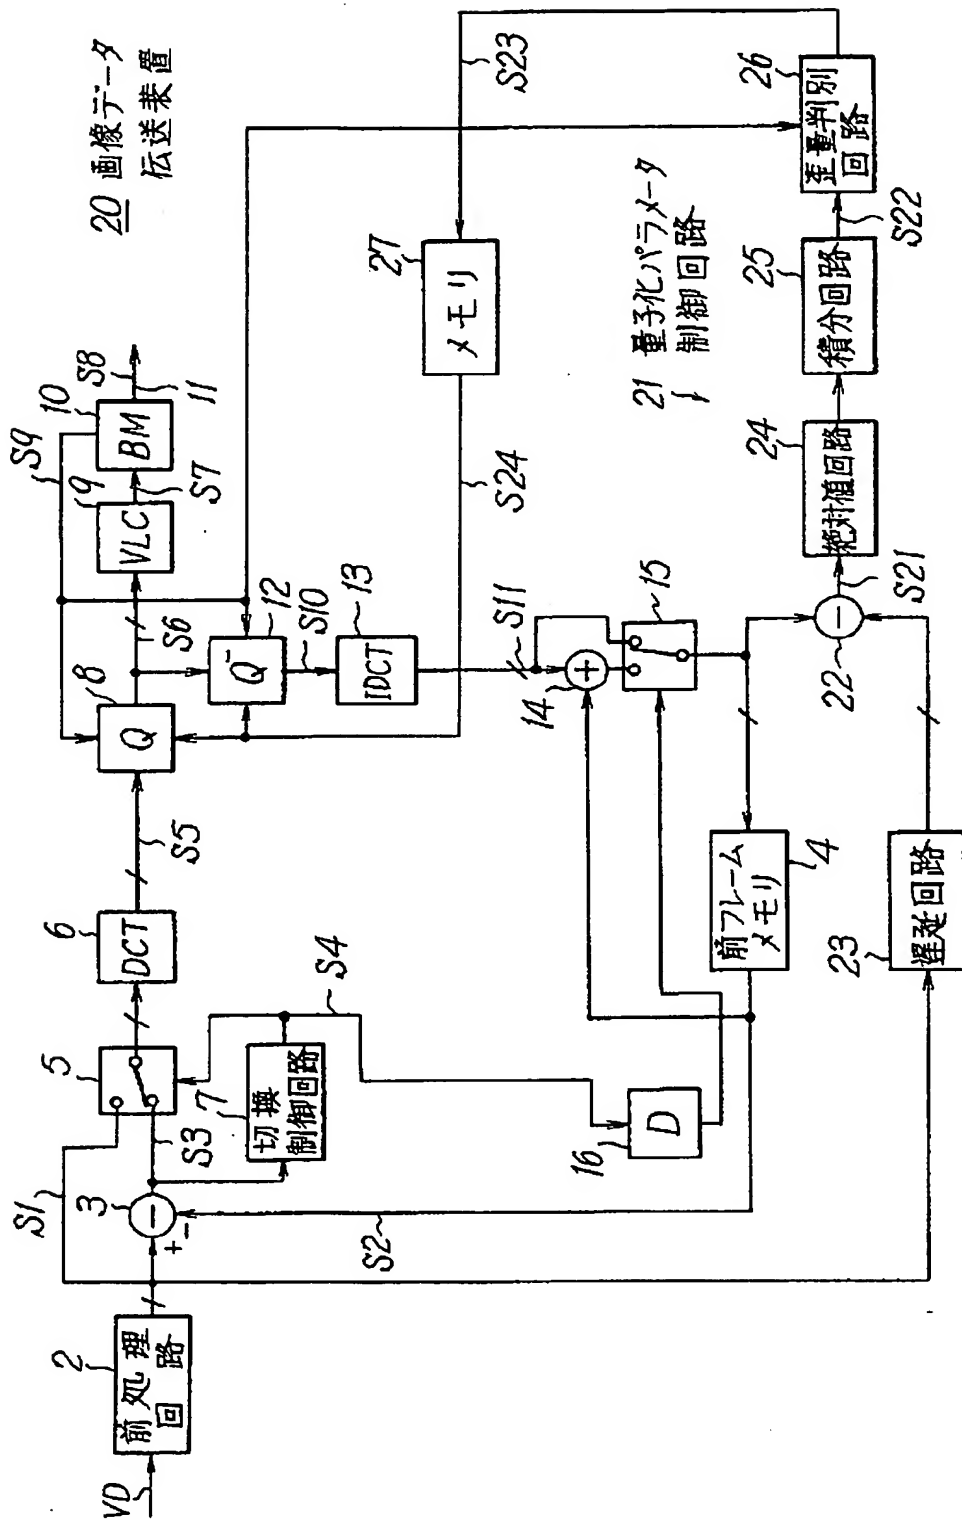 20 画像データ
伝送装置
VD
前処理
回路
2
S1
3
+
-
−
S3
5
切換
制御回路
7
S2
S4
6
DCT
S5
8
Q
S6
9
VLC
S7
10
BM
S8
11
S9
12
Q⁻
S10
13
IDCT
S11
14
+
15
16
D
前フレーム
メモリ
4
27
メモリ
S23
S24
21 量子化パラメータ
制御回路
22
−
S21
遅延回路
23
絶対値回路
24
積分回路
25
S22
歪量判別
回路
26